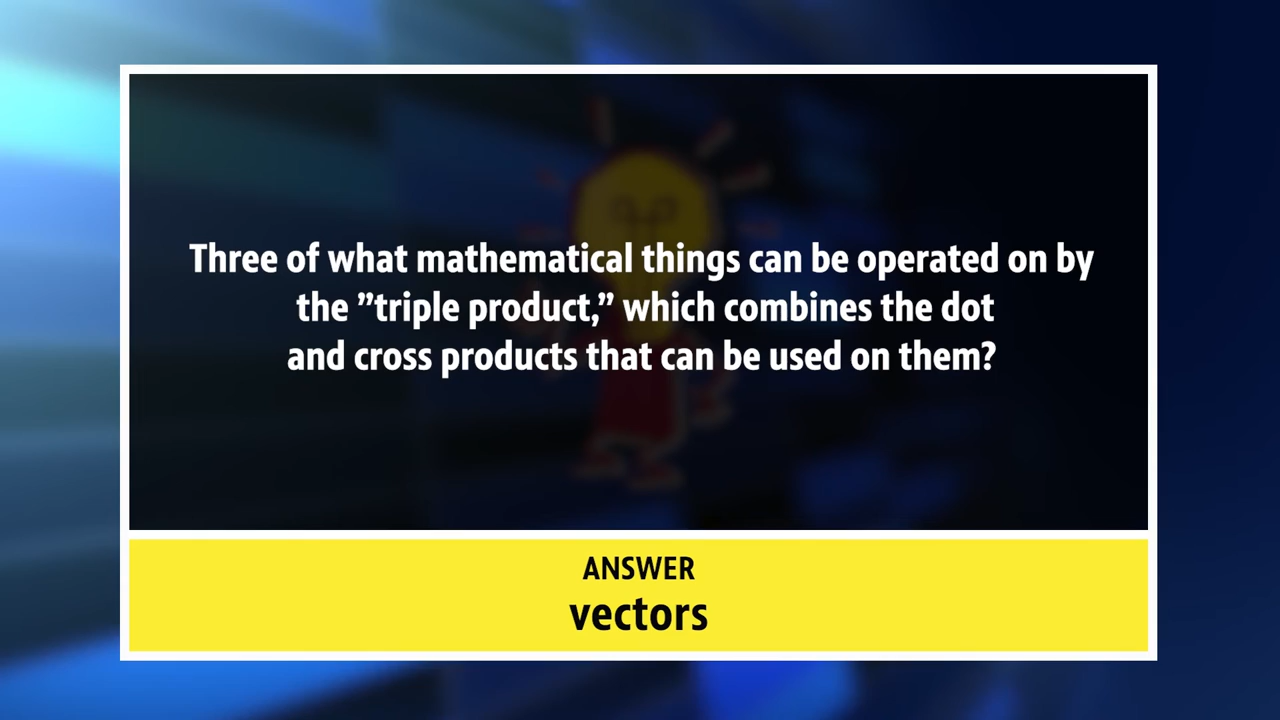 Three of what mathematical things can be operated on by
the ”triple product,” which combines the dot
and cross products that can be used on them?
ANSWER
vectors